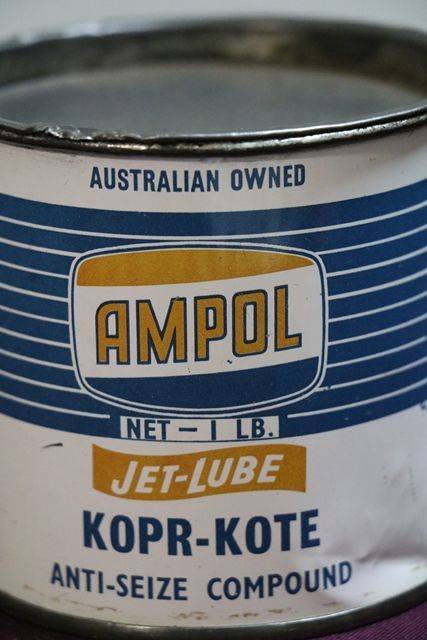 AUSTRALIAN OWNED
AMPOL
NET – 1 LB.
JET-LUBE
KOPR-KOTE
ANTI-SEIZE COMPOUND